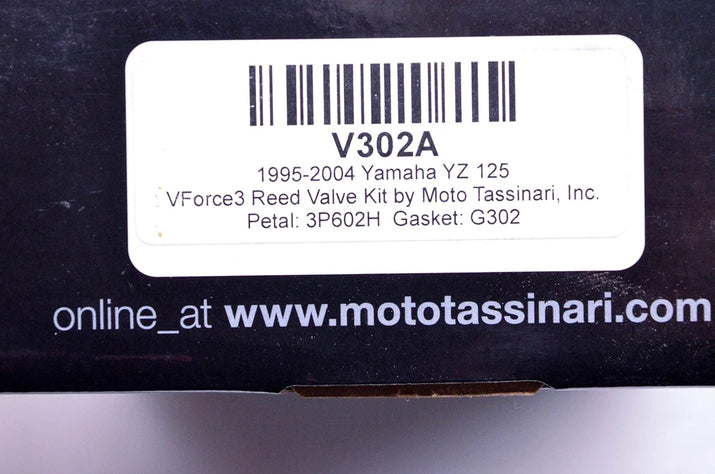 V302A
1995-2004 Yamaha YZ 125
VForce3 Reed Valve Kit by Moto Tassinari, Inc.
Petal: 3P602H Gasket: G302
online_at www.mototassinari.com